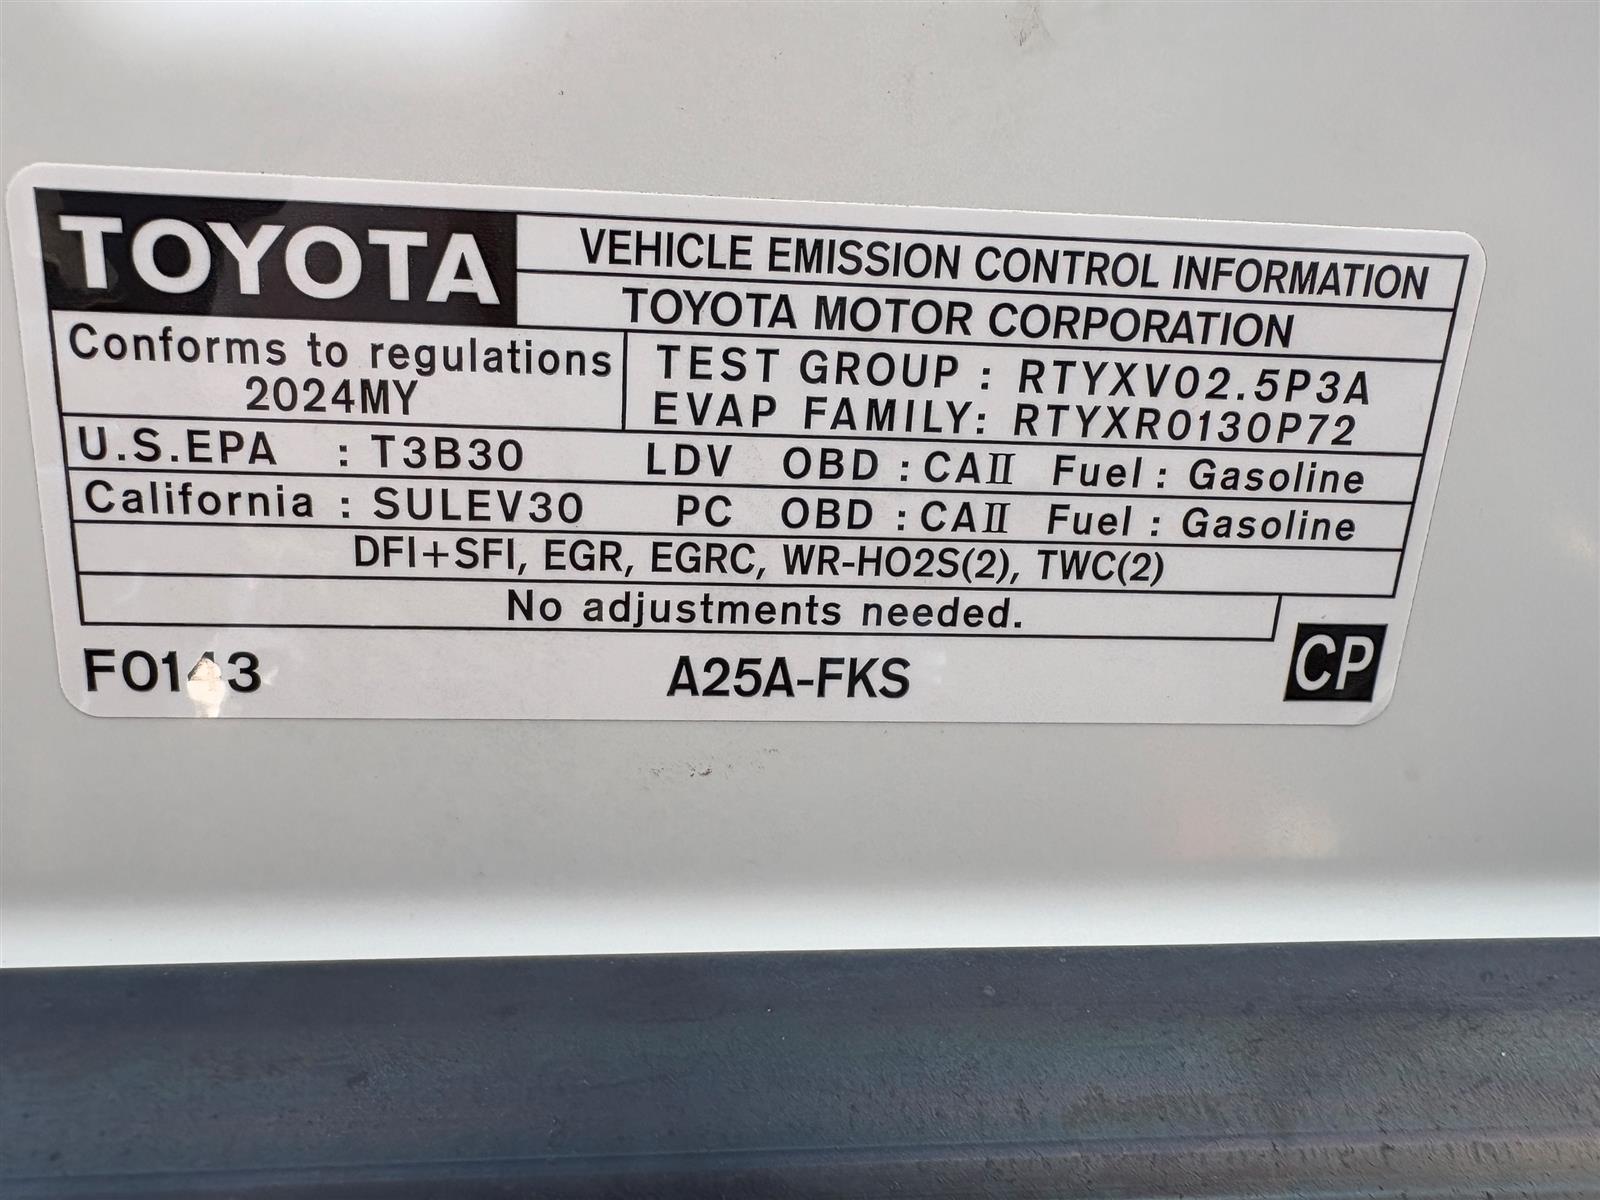 TOYOTA
VEHICLE EMISSION CONTROL INFORMATION
TOYOTA MOTOR CORPORATION
Conforms to regulations
2024MY
TEST GROUP : RTYXV02.5P3A
EVAP FAMILY: RTYXR0130P72
U.S.EPA : T3B30 LDV OBD : CAII Fuel : Gasoline
California : SULEV30 PC OBD : CAII Fuel : Gasoline
DFI+SFI, EGR, EGRC, WR-HO2S(2), TWC(2)
No adjustments needed.
F0143 A25A-FKS CP